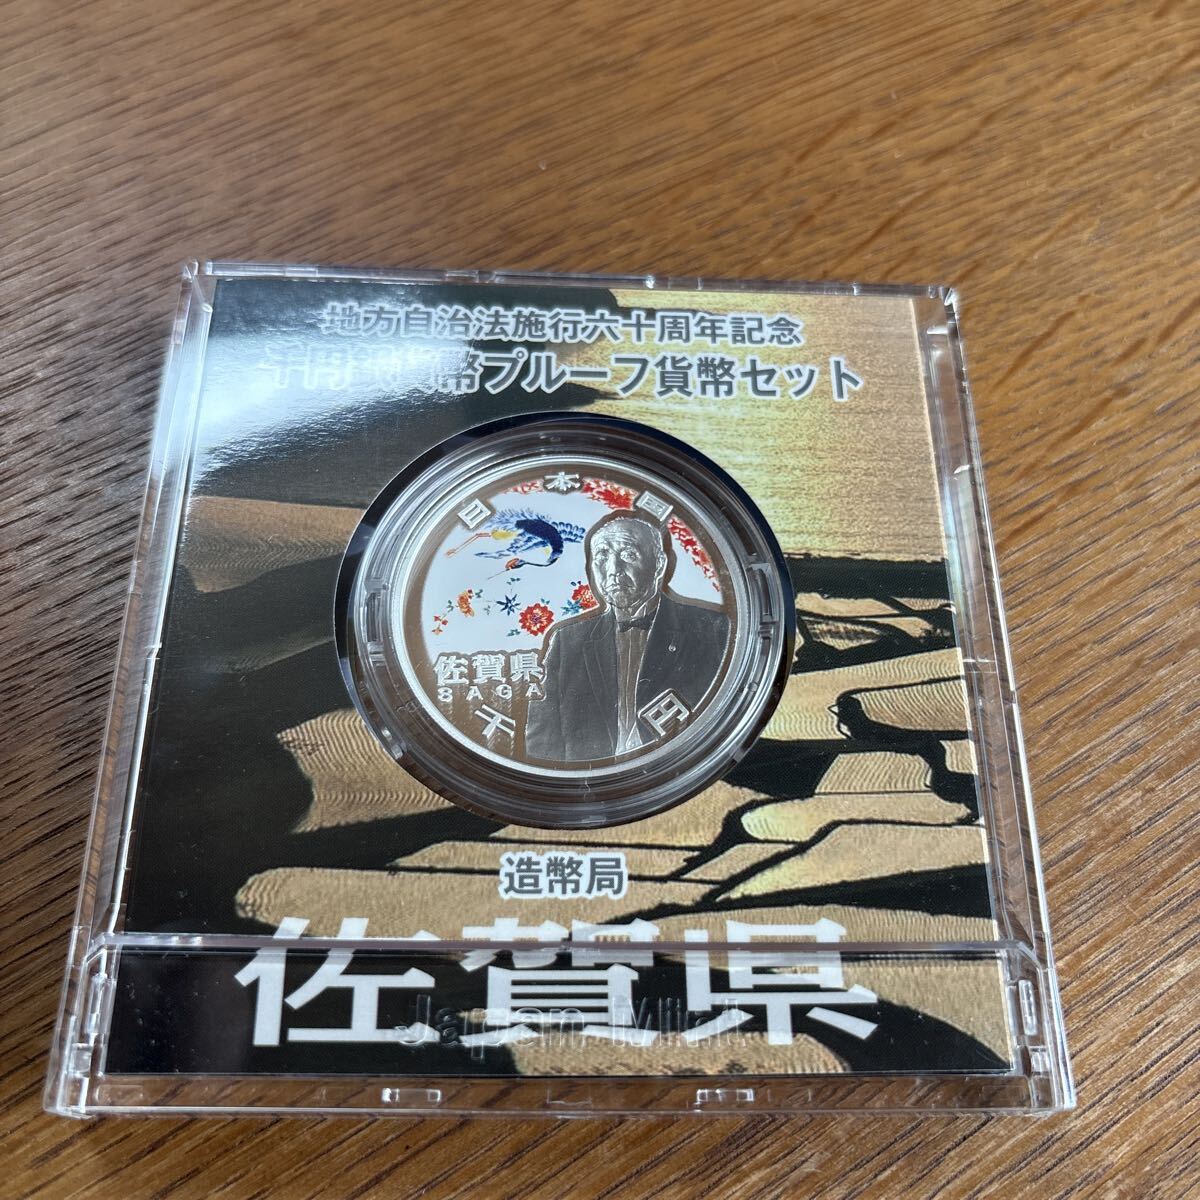 地方自治法施行六十周年記念
千円銀貨幣プルーフ貨幣セット
日本国
佐賀県
SAGA
千円
造幣局
佐賀県
Japan Mint